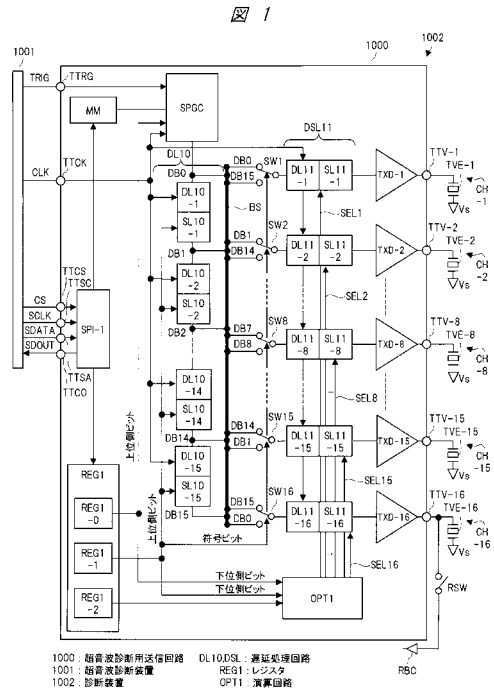 図 1
1001
1000
1002
TRIG
TTRG
MM
SPGC
CLK
TTCK
DL10
DSL11
DB0
DB0
DB15
SW1
DL11
-1
SL11
-1
TXD-1
TTV-1
TVE-1
CH
-1
Vs
BS
DL10
-1
SL10
-1
SEL1
DB1
DB1
DB14
SW2
DL11
-2
SL11
-2
TXD-2
TTV-2
TVE-2
CH
-2
Vs
DL10
-2
SL10
-2
SEL2
DB2
CS
TTCS
TTSC
SCLK
SDATA
SDOUT
SPI-1
TTSA
TTCO
DB7
DB8
SW8
DL11
-8
SL11
-8
TXD-8
TTV-8
TVE-8
CH
-8
Vs
SEL8
DL10
-14
SL10
-14
DB14
DB14
DB1
SW15
DL11
-15
SL11
-15
TXD-15
TTV-15
TVE-15
CH
-15
Vs
DL10
-15
SL10
-15
SEL15
DB15
DB15
DB0
SW16
DL11
-16
SL11
-16
TXD-16
TTV-16
TVE-16
CH
-16
Vs
SEL16
上位側ビット
上位側ビット
符号ビット
REG1
REG1
-0
REG1
-1
REG1
-2
下位側ビット
下位側ビット
OPT1
RSW
RBC
1000:超音波診断用送信回路 DL10,DSL:遅延処理回路
1001:超音波診断装置 REG1:レジスタ
1002:診断装置 OPT1:演算回路